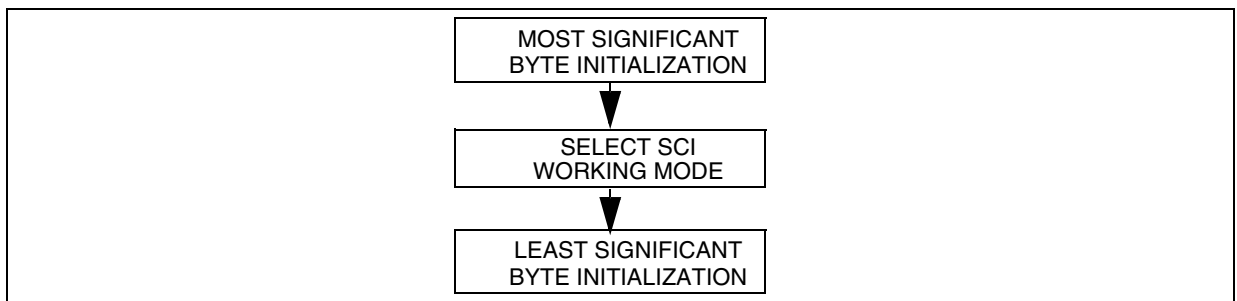 MOST SIGNIFICANT
BYTE INITIALIZATION
SELECT SCI
WORKING MODE
LEAST SIGNIFICANT
BYTE INITIALIZATION